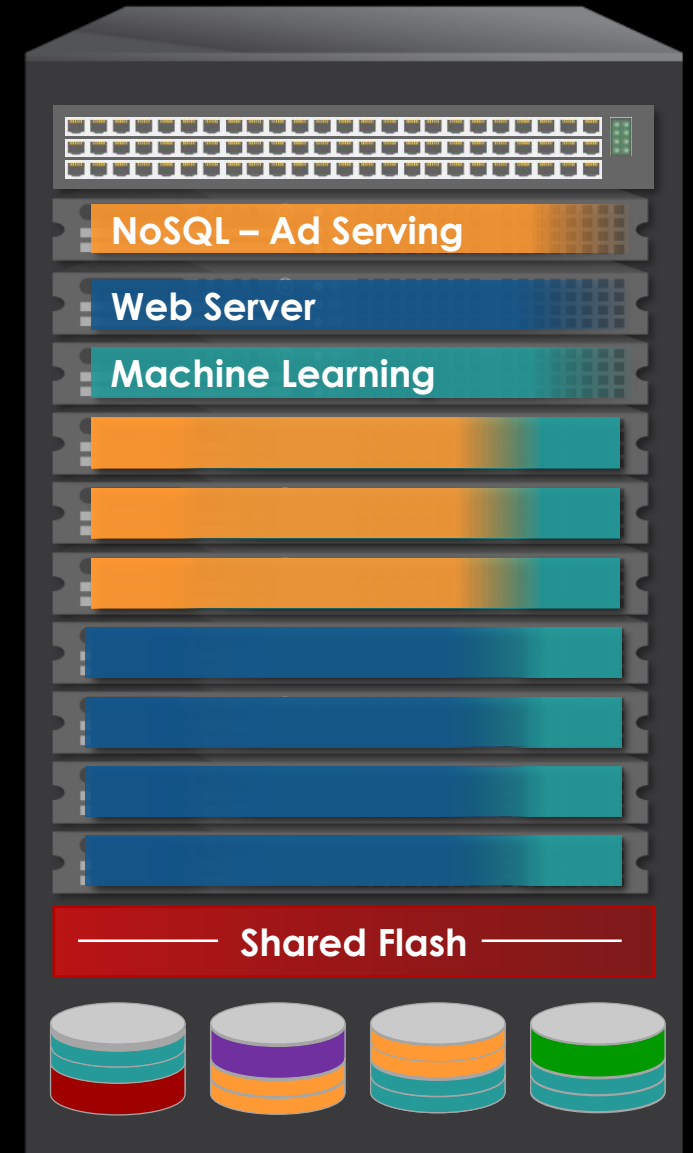 NoSQL – Ad Serving
Web Server
Machine Learning
Shared Flash